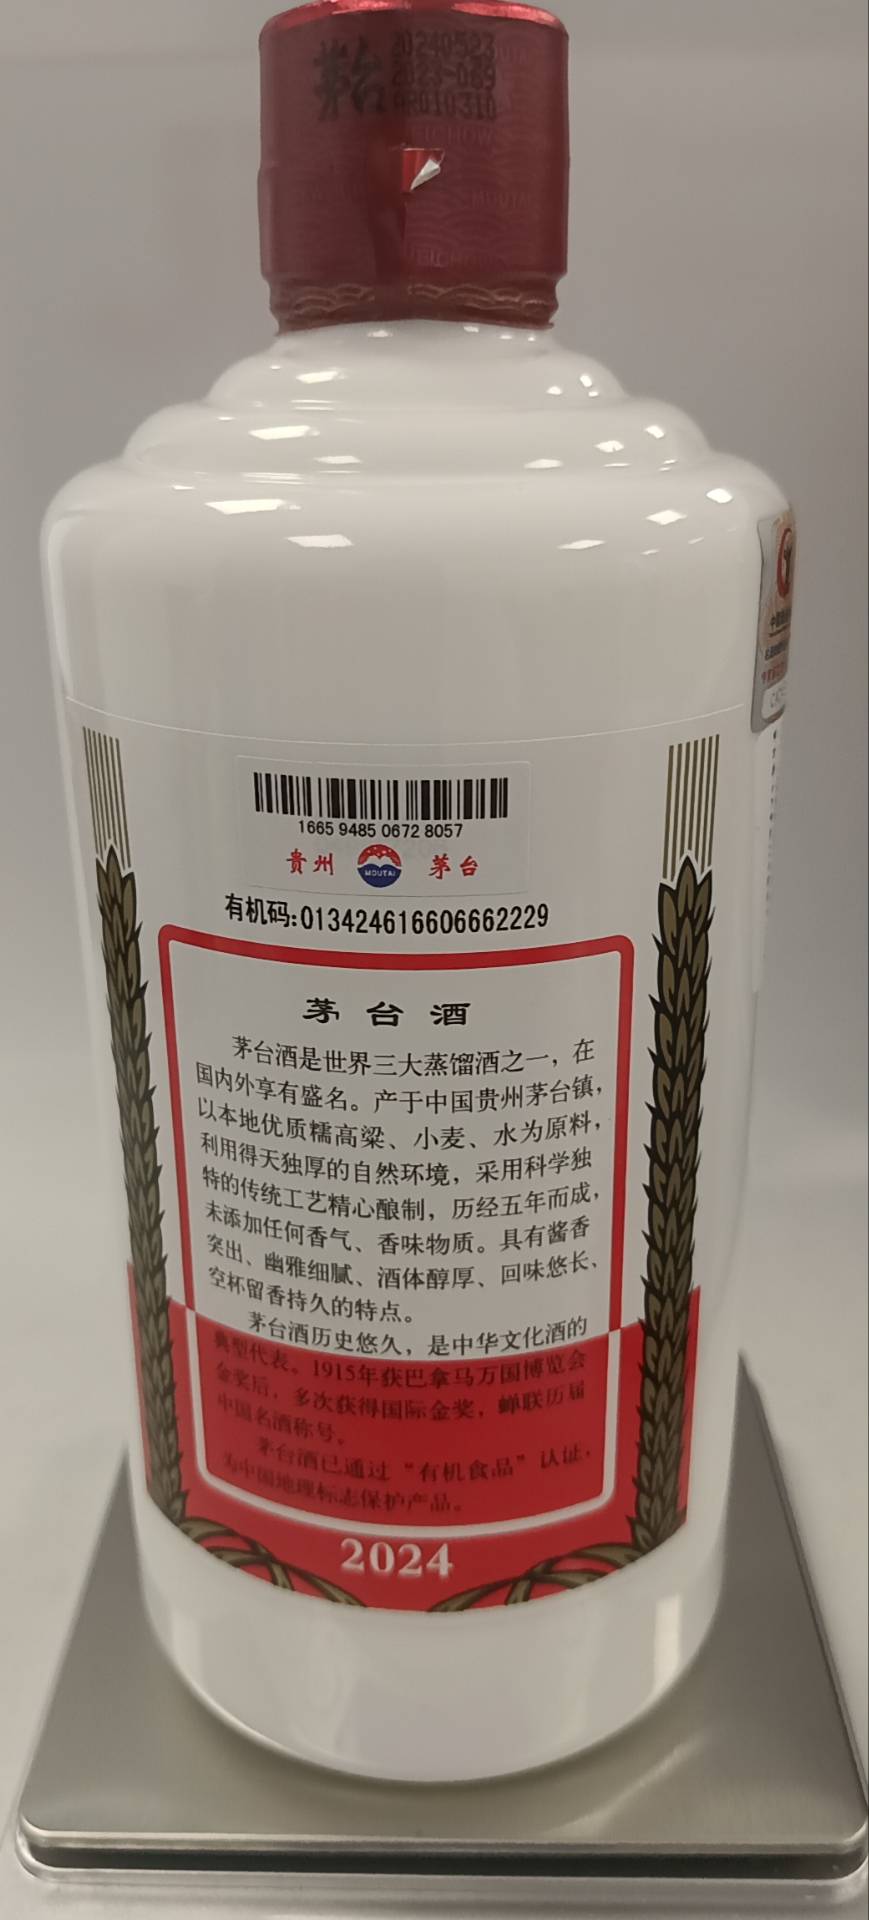 茅台
20240523
2023-069
MOUTAI
1665 9485 0672 8057
贵州 MOUTAI 茅台
有机码:013424616606662229
茅台酒
茅台酒是世界三大蒸馏酒之一，在
国内外享有盛名。产于中国贵州茅台镇，
以本地优质糯高粱、小麦、水为原料，
利用得天独厚的自然环境，采用科学独
特的传统工艺精心酿制，历经五年而成，
未添加任何香气、香味物质。具有酱香
突出、幽雅细腻、酒体醇厚、回味悠长、
空杯留香持久的特点。
茅台酒历史悠久，是中华文化酒的
典型代表。1915年获巴拿马万国博览会
金奖后，多次获得国际金奖，蝉联历届
中国名酒称号。
茅台酒已通过“有机食品”认证，
为中国地理标志保护产品。
2024